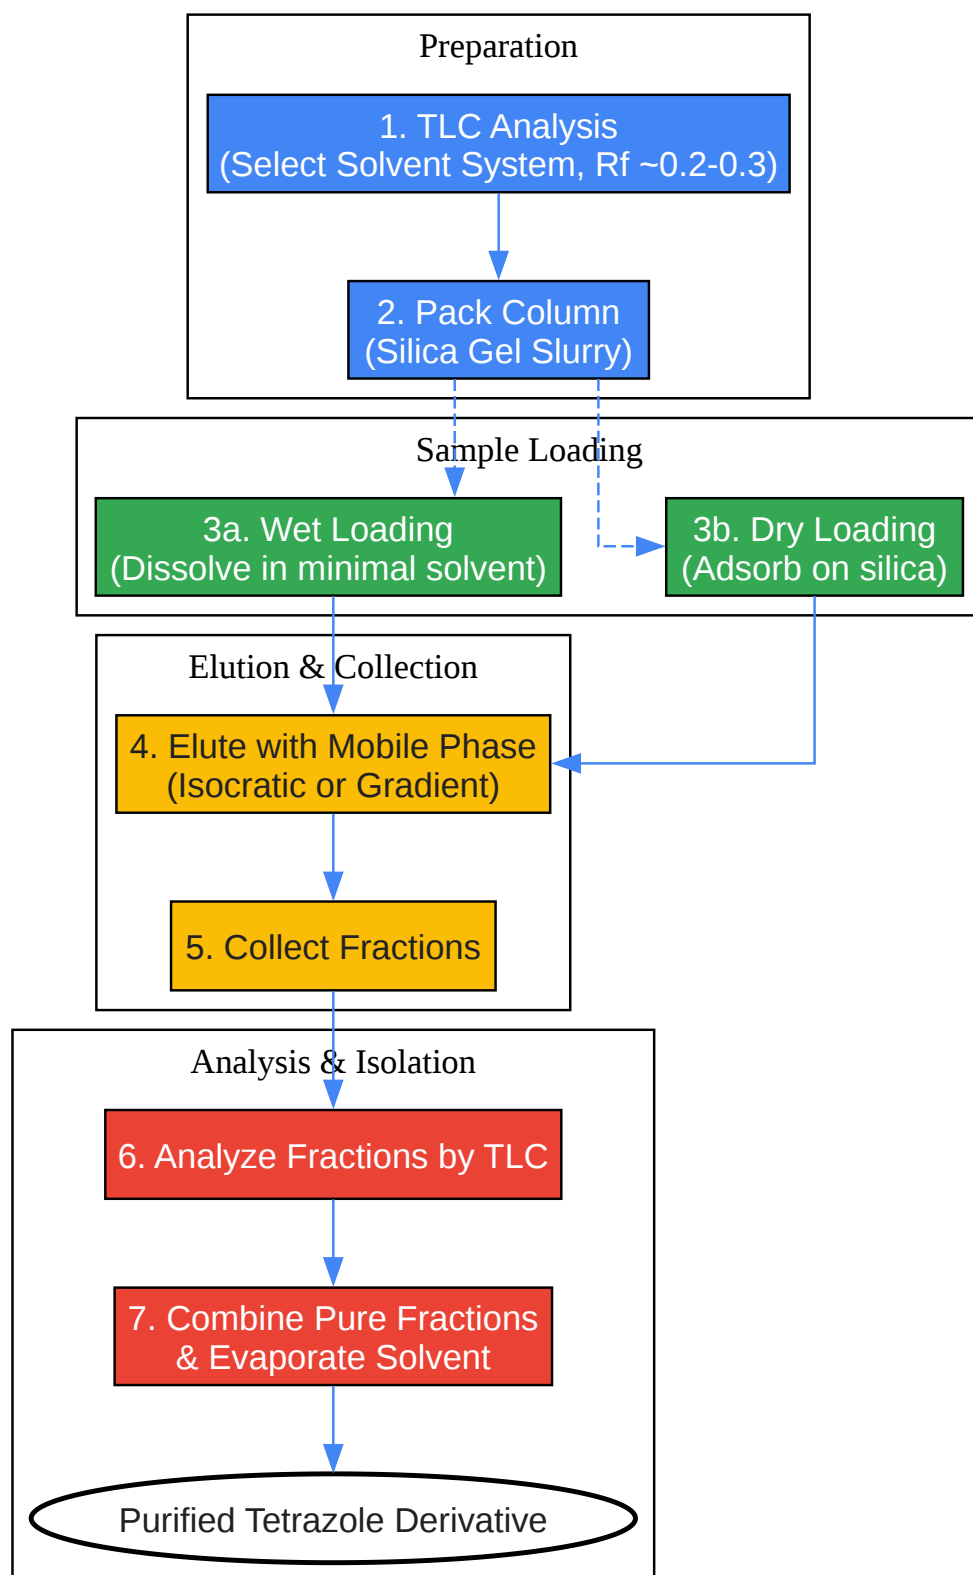 Preparation
1. TLC Analysis
(Select Solvent System, Rf ~0.2-0.3)
2. Pack Column
(Silica Gel Slurry)
Sample Loading
3a. Wet Loading
(Dissolve in minimal solvent)
3b. Dry Loading
(Adsorb on silica)
Elution & Collection
4. Elute with Mobile Phase
(Isocratic or Gradient)
5. Collect Fractions
Analysis & Isolation
6. Analyze Fractions by TLC
7. Combine Pure Fractions
& Evaporate Solvent
Purified Tetrazole Derivative